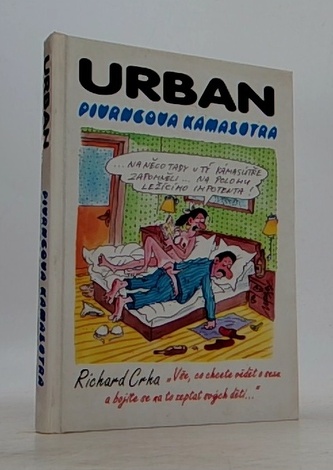 URBAN
PIVRNCOVA KAMASUTRA
...NA NĚCO TADY V TÝ KÁMASÚTŘE
ZAPOMNĚLI... NA POLOHU
LEŽÍCÍHO IMPOTENTA!
Richard Crha „Vše, co chcete vědět o sexu
a bojíte se na to zeptat svých dětí..."
URBAN PIVRNCOVA KAMASUTRA